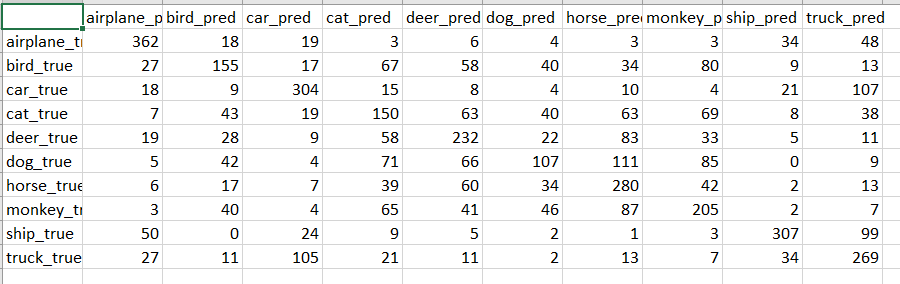 airplane_p bird_pred car_pred cat_pred deer_pred dog_pred horse_pred monkey_p ship_pred truck_pred
airplane_tr 362 18 19 3 6 4 3 3 34 48
bird_true 27 155 17 67 58 40 34 80 9 13
car_true 18 9 304 15 8 4 10 4 21 107
cat_true 7 43 19 150 63 40 63 69 8 38
deer_true 19 28 9 58 232 22 83 33 5 11
dog_true 5 42 4 71 66 107 111 85 0 9
horse_true 6 17 7 39 60 34 280 42 2 13
monkey_tr 3 40 4 65 41 46 87 205 2 7
ship_true 50 0 24 9 5 2 1 3 307 99
truck_true 27 11 105 21 11 2 13 7 34 269